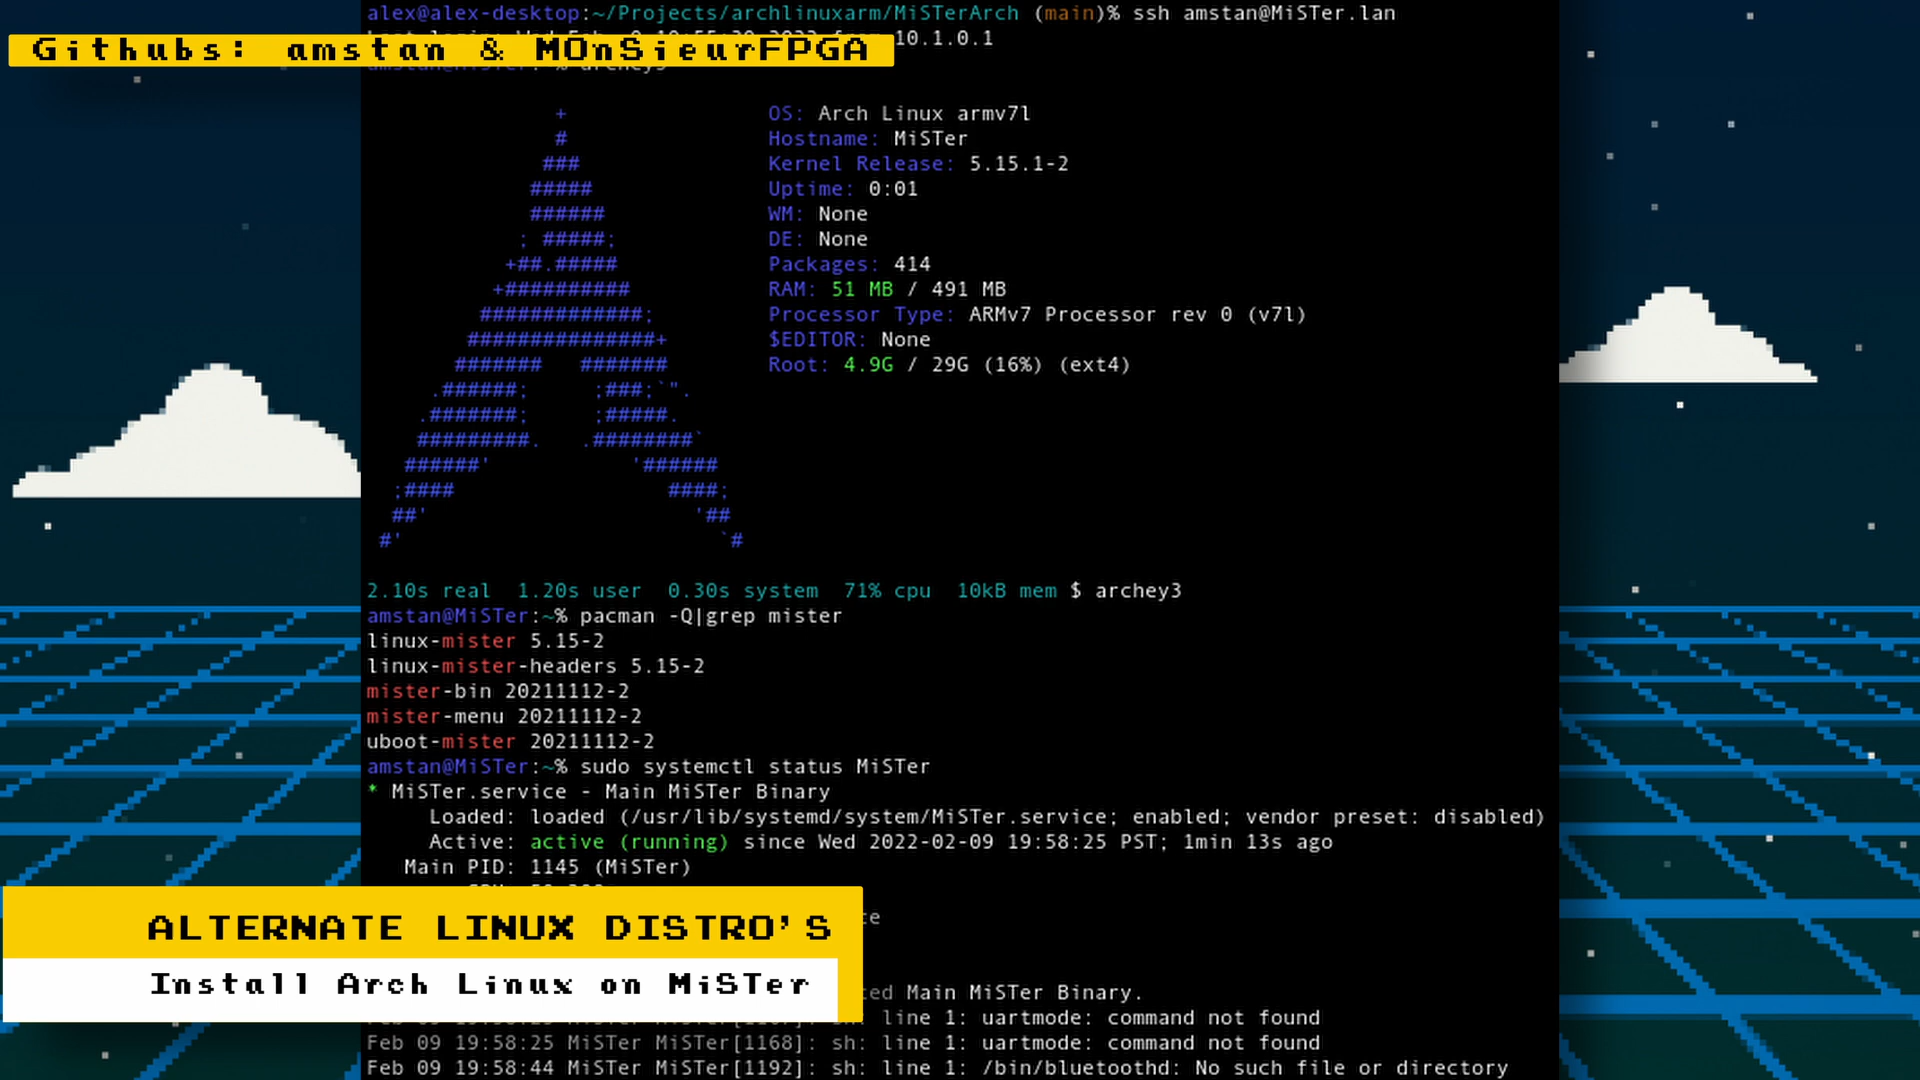 alex@alex-desktop:~/Projects/archlinuxarm/MiSTerArch (main)% ssh amstan@MiSTer.lan
10.1.0.1
Githubs: amstan & MOnSieurFPGA
OS: Arch Linux armv7l
Hostname: MiSTer
Kernel Release: 5.15.1-2
Uptime: 0:01
WM: None
DE: None
Packages: 414
RAM: 51 MB / 491 MB
Processor Type: ARMv7 Processor rev 0 (v7l)
$EDITOR: None
Root: 4.9G / 29G (16%) (ext4)
2.10s real 1.20s user 0.30s system 71% cpu 10kB mem $ archey3
amstan@MiSTer:~% pacman -Q|grep mister
linux-mister 5.15-2
linux-mister-headers 5.15-2
mister-bin 20211112-2
mister-menu 20211112-2
uboot-mister 20211112-2
amstan@MiSTer:~% sudo systemctl status MiSTer
* MiSTer.service - Main MiSTer Binary
Loaded: loaded (/usr/lib/systemd/system/MiSTer.service; enabled; vendor preset: disabled)
Active: active (running) since Wed 2022-02-09 19:58:25 PST; 1min 13s ago
Main PID: 1145 (MiSTer)
ALTERNATE LINUX DISTRO'S
Install Arch Linux on MiSTer
Main MiSTer Binary.
line 1: uartmode: command not found
Feb 09 19:58:25 MiSTer MiSTer[1168]: sh: line 1: uartmode: command not found
Feb 09 19:58:44 MiSTer MiSTer[1192]: sh: line 1: /bin/bluetoothd: No such file or directory